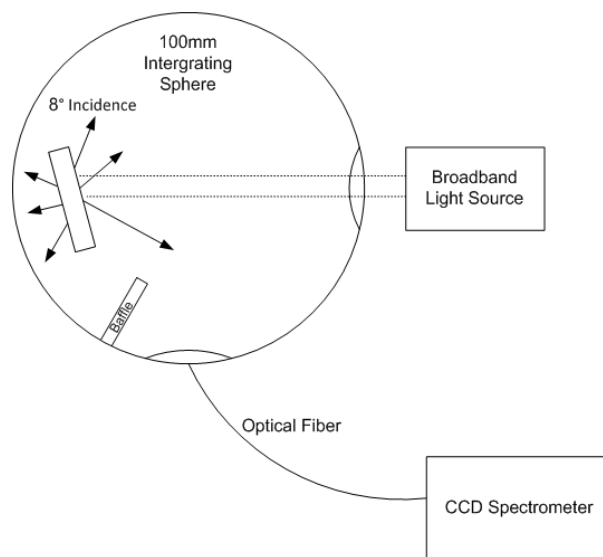 100mm
Intergrating
Sphere
8° Incidence
Broadband
Light Source
Baffle
Optical Fiber
CCD Spectrometer